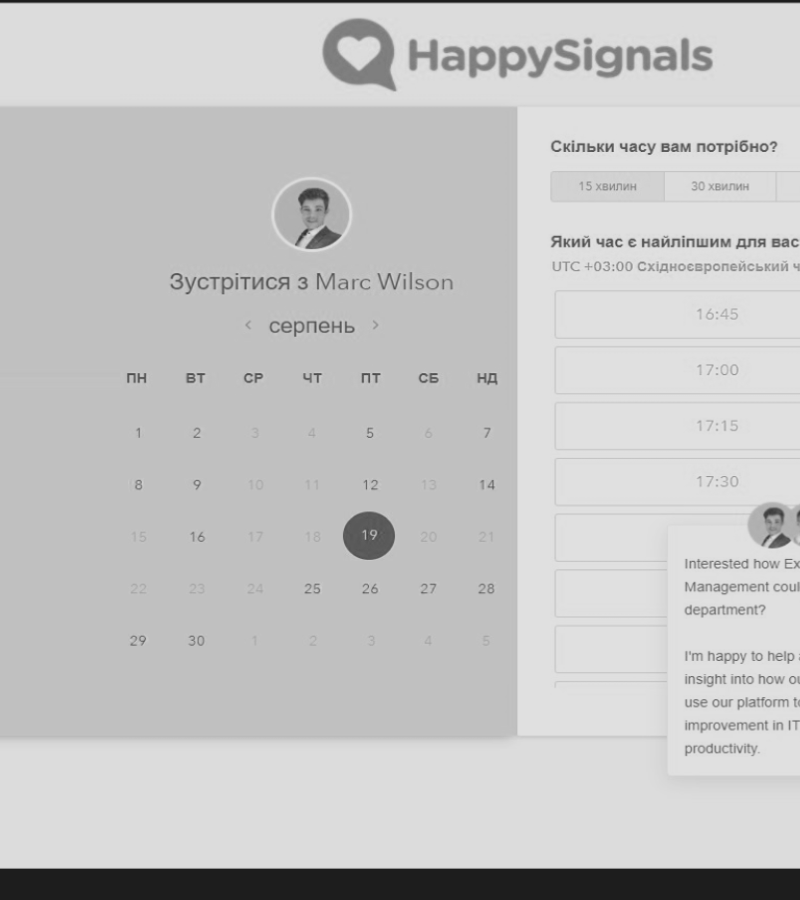 HappySignals
Зустрітися з Marc Wilson
‹ серпень ›
ПН ВТ СР ЧТ ПТ СБ НД
1 2 3 4 5 6 7
8 9 10 11 12 13 14
15 16 17 18 19 20 21
22 23 24 25 26 27 28
29 30 1 2 3 4 5
Скільки часу вам потрібно?
15 хвилин 30 хвилин
Який час є найліпшим для вас
UTC +03:00 Східноєвропейський ч
16:45
17:00
17:15
17:30
Interested how Ex
Management coul
department?
I'm happy to help a
insight into how ou
use our platform to
improvement in IT
productivity.